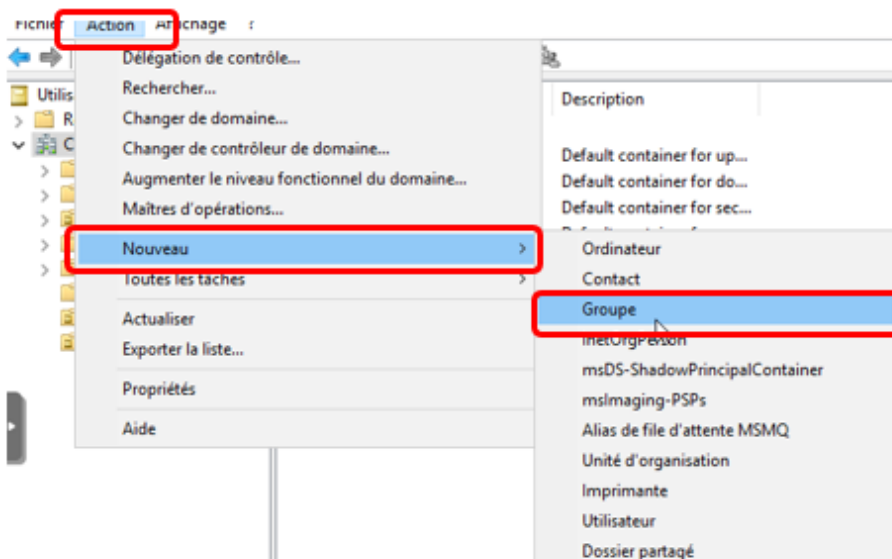 Fichier Action Affichage ?
Délégation de contrôle...
Utilis
Rechercher...
Description
R
Changer de domaine...
C
Changer de contrôleur de domaine...
Default container for up...
Augmenter le niveau fonctionnel du domaine...
Default container for do...
Maîtres d'opérations...
Default container for sec...
Nouveau
Ordinateur
Toutes les tâches
Contact
Groupe
Actualiser
InetOrgPerson
Exporter la liste...
msDS-ShadowPrincipalContainer
Propriétés
msImaging-PSPs
Aide
Alias de file d'attente MSMQ
Unité d'organisation
Imprimante
Utilisateur
Dossier partagé